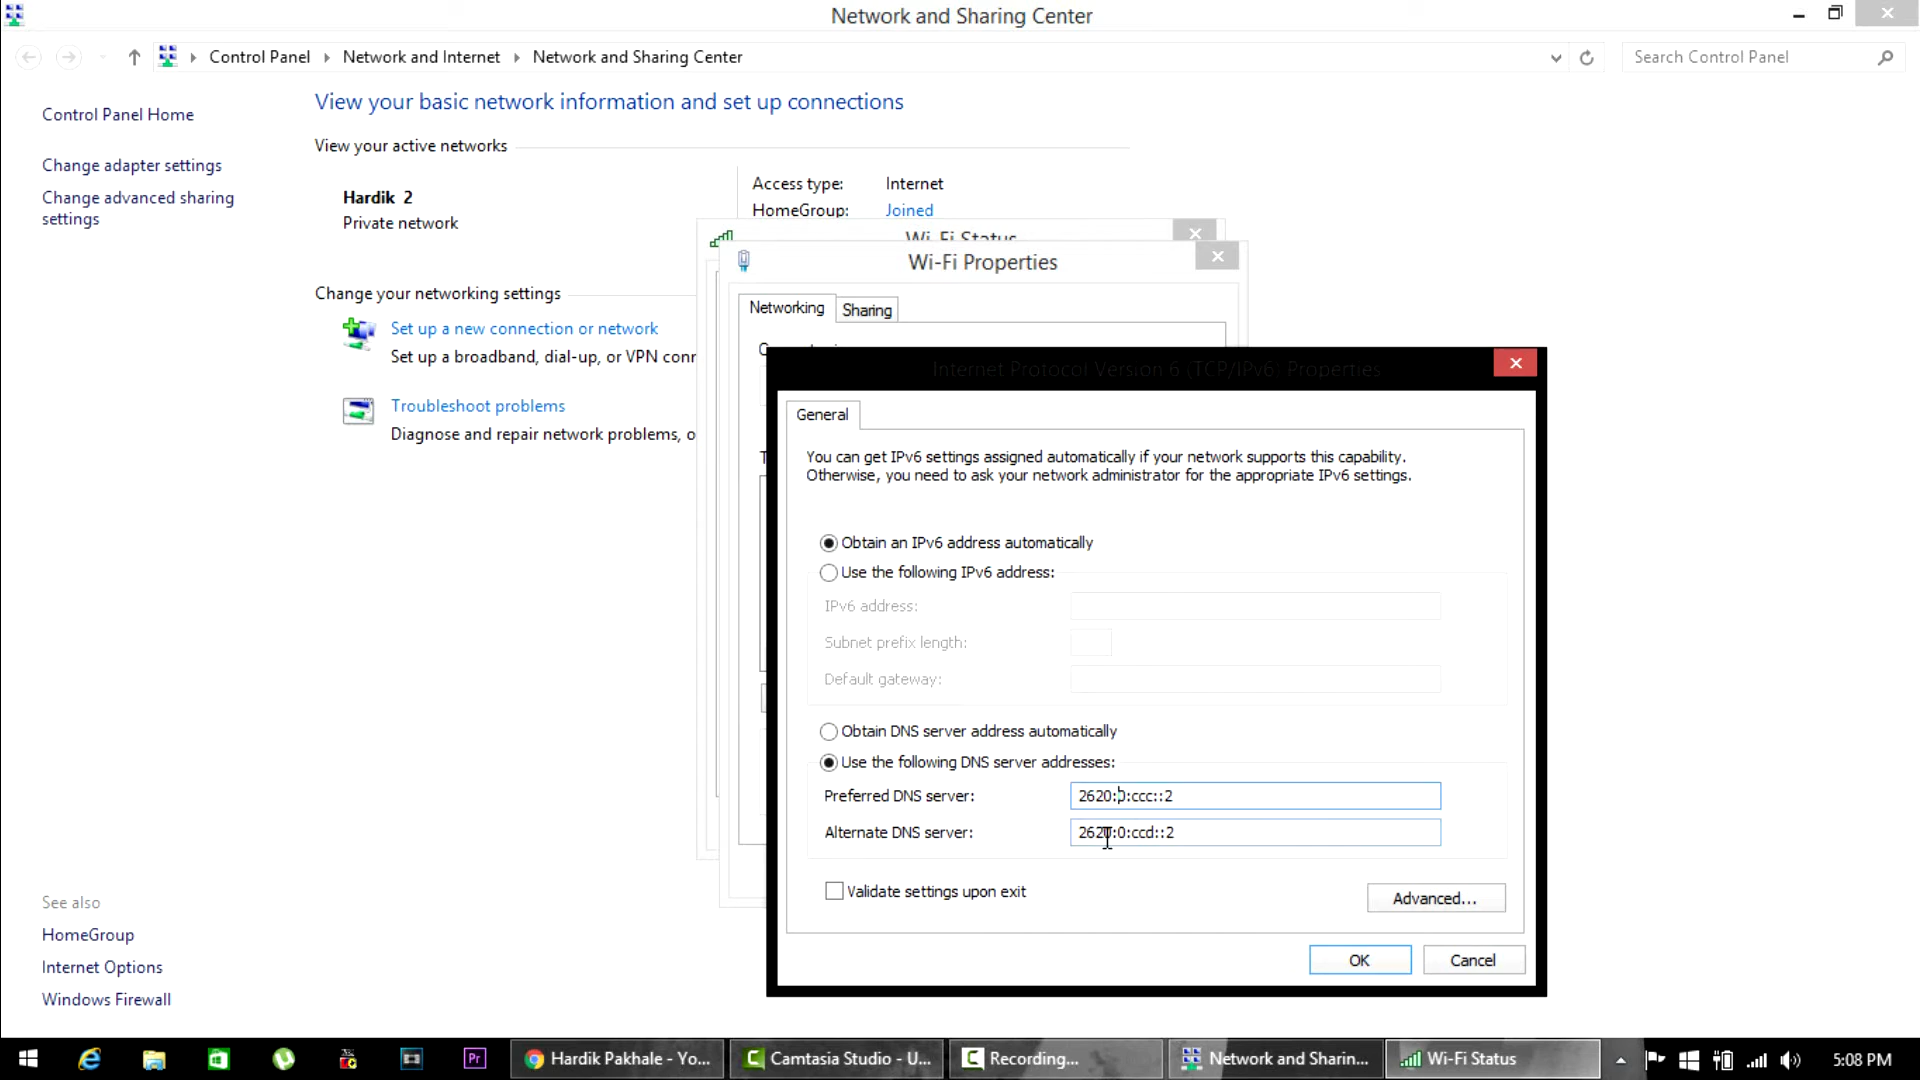 Network and Sharing Center
Control Panel
Network and Internet
Network and Sharing Center
Search Control Panel
Control Panel Home
Change adapter settings
Change advanced sharing
settings
View your basic network information and set up connections
View your active networks
Hardik 2
Private network
Access type: Internet
HomeGroup: Joined
Change your networking settings
Set up a new connection or network
Set up a broadband, dial-up, or VPN
Troubleshoot problems
Diagnose and repair network problems,
Wi-Fi Status
Wi-Fi Properties
Networking
Sharing
Internet Protocol Version 6 (TCP/IPv6) Properties
General
You can get IPv6 settings assigned automatically if your network supports this capability.
Otherwise, you need to ask your network administrator for the appropriate IPv6 settings.
Obtain an IPv6 address automatically
Use the following IPv6 address:
IPv6 address:
Subnet prefix length:
Default gateway:
Obtain DNS server address automatically
Use the following DNS server addresses:
Preferred DNS server: 2620:0:ccc::2
Alternate DNS server: 2620:0:ccd::2
Validate settings upon exit
Advanced...
OK
Cancel
See also
HomeGroup
Internet Options
Windows Firewall
Pr
Hardik Pakhale - Yo...
Camtasia Studio - U...
Recording...
Network and Sharin...
Wi-Fi Status
5:08 PM